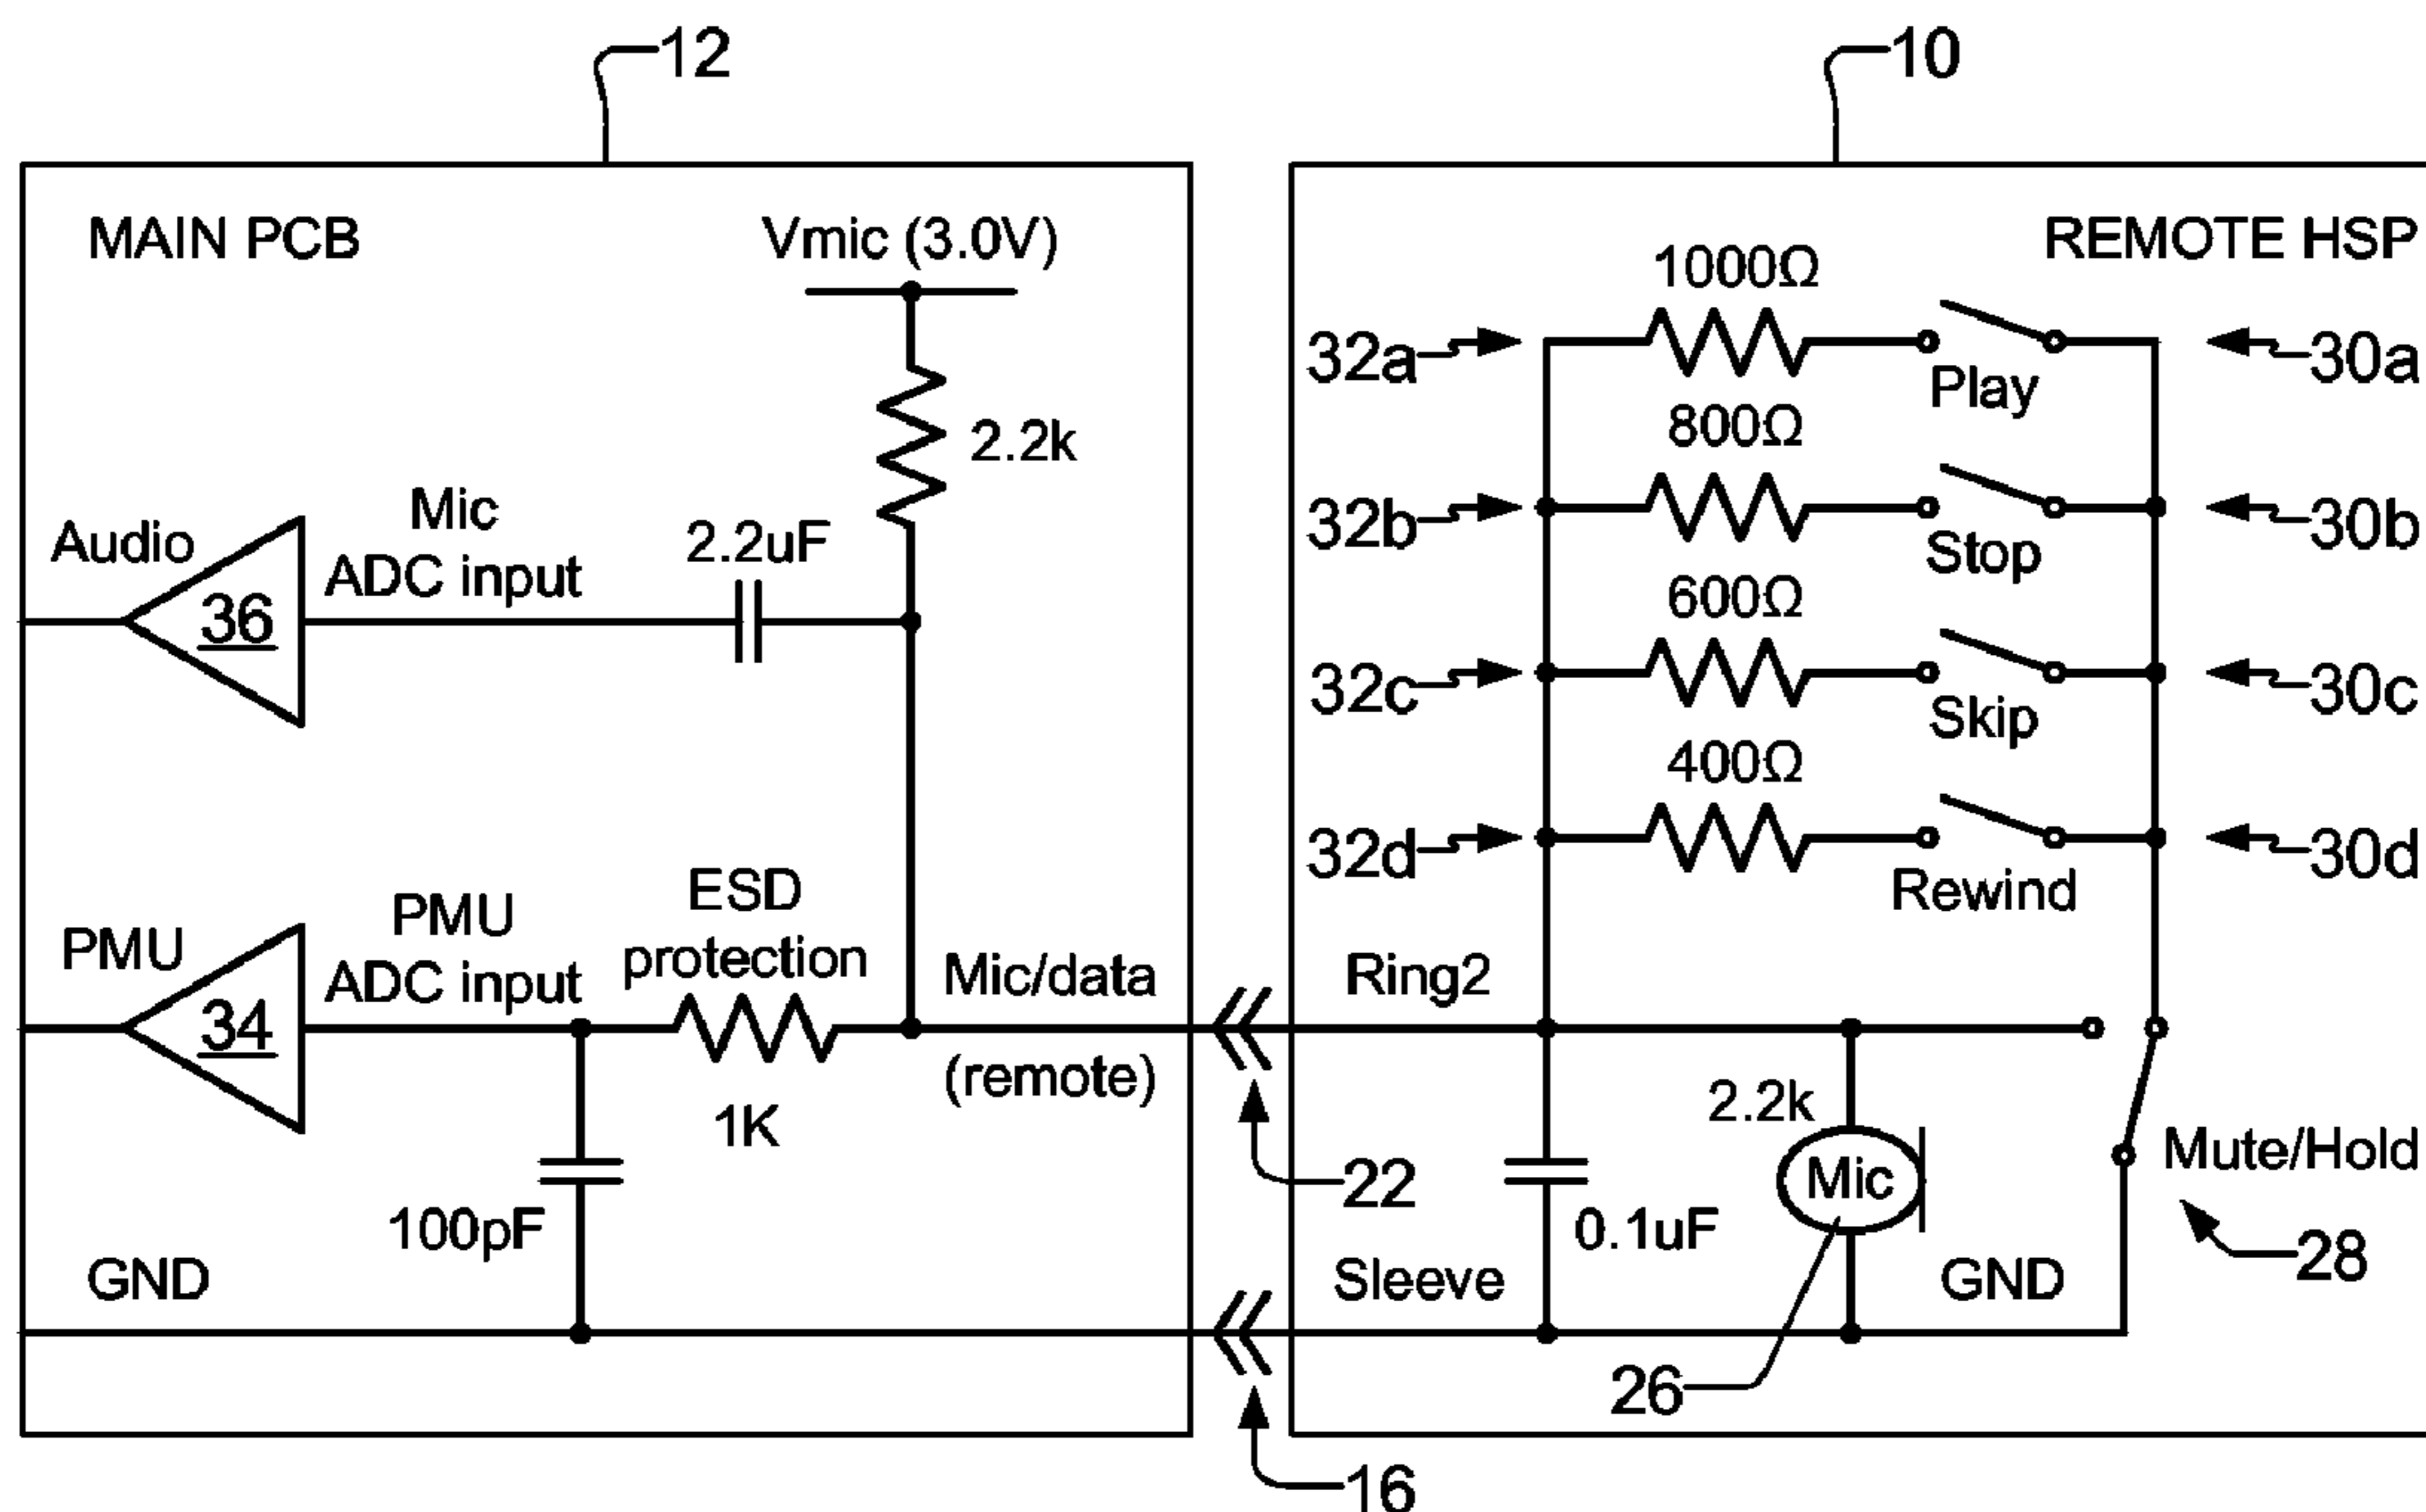 12
10
MAIN PCB
Vmic (3.0V)
2.2k
Audio
36
Mic
ADC input
2.2uF
PMU
34
PMU
ADC input
ESD
protection
1K
Mic/data
(remote)
100pF
GND
REMOTE HSP
1000Ω
32a
Play
30a
800Ω
32b
Stop
30b
600Ω
32c
Skip
30c
400Ω
32d
Rewind
30d
Ring2
22
2.2k
Mic
0.1uF
Mute/Hold
28
Sleeve
GND
26
16